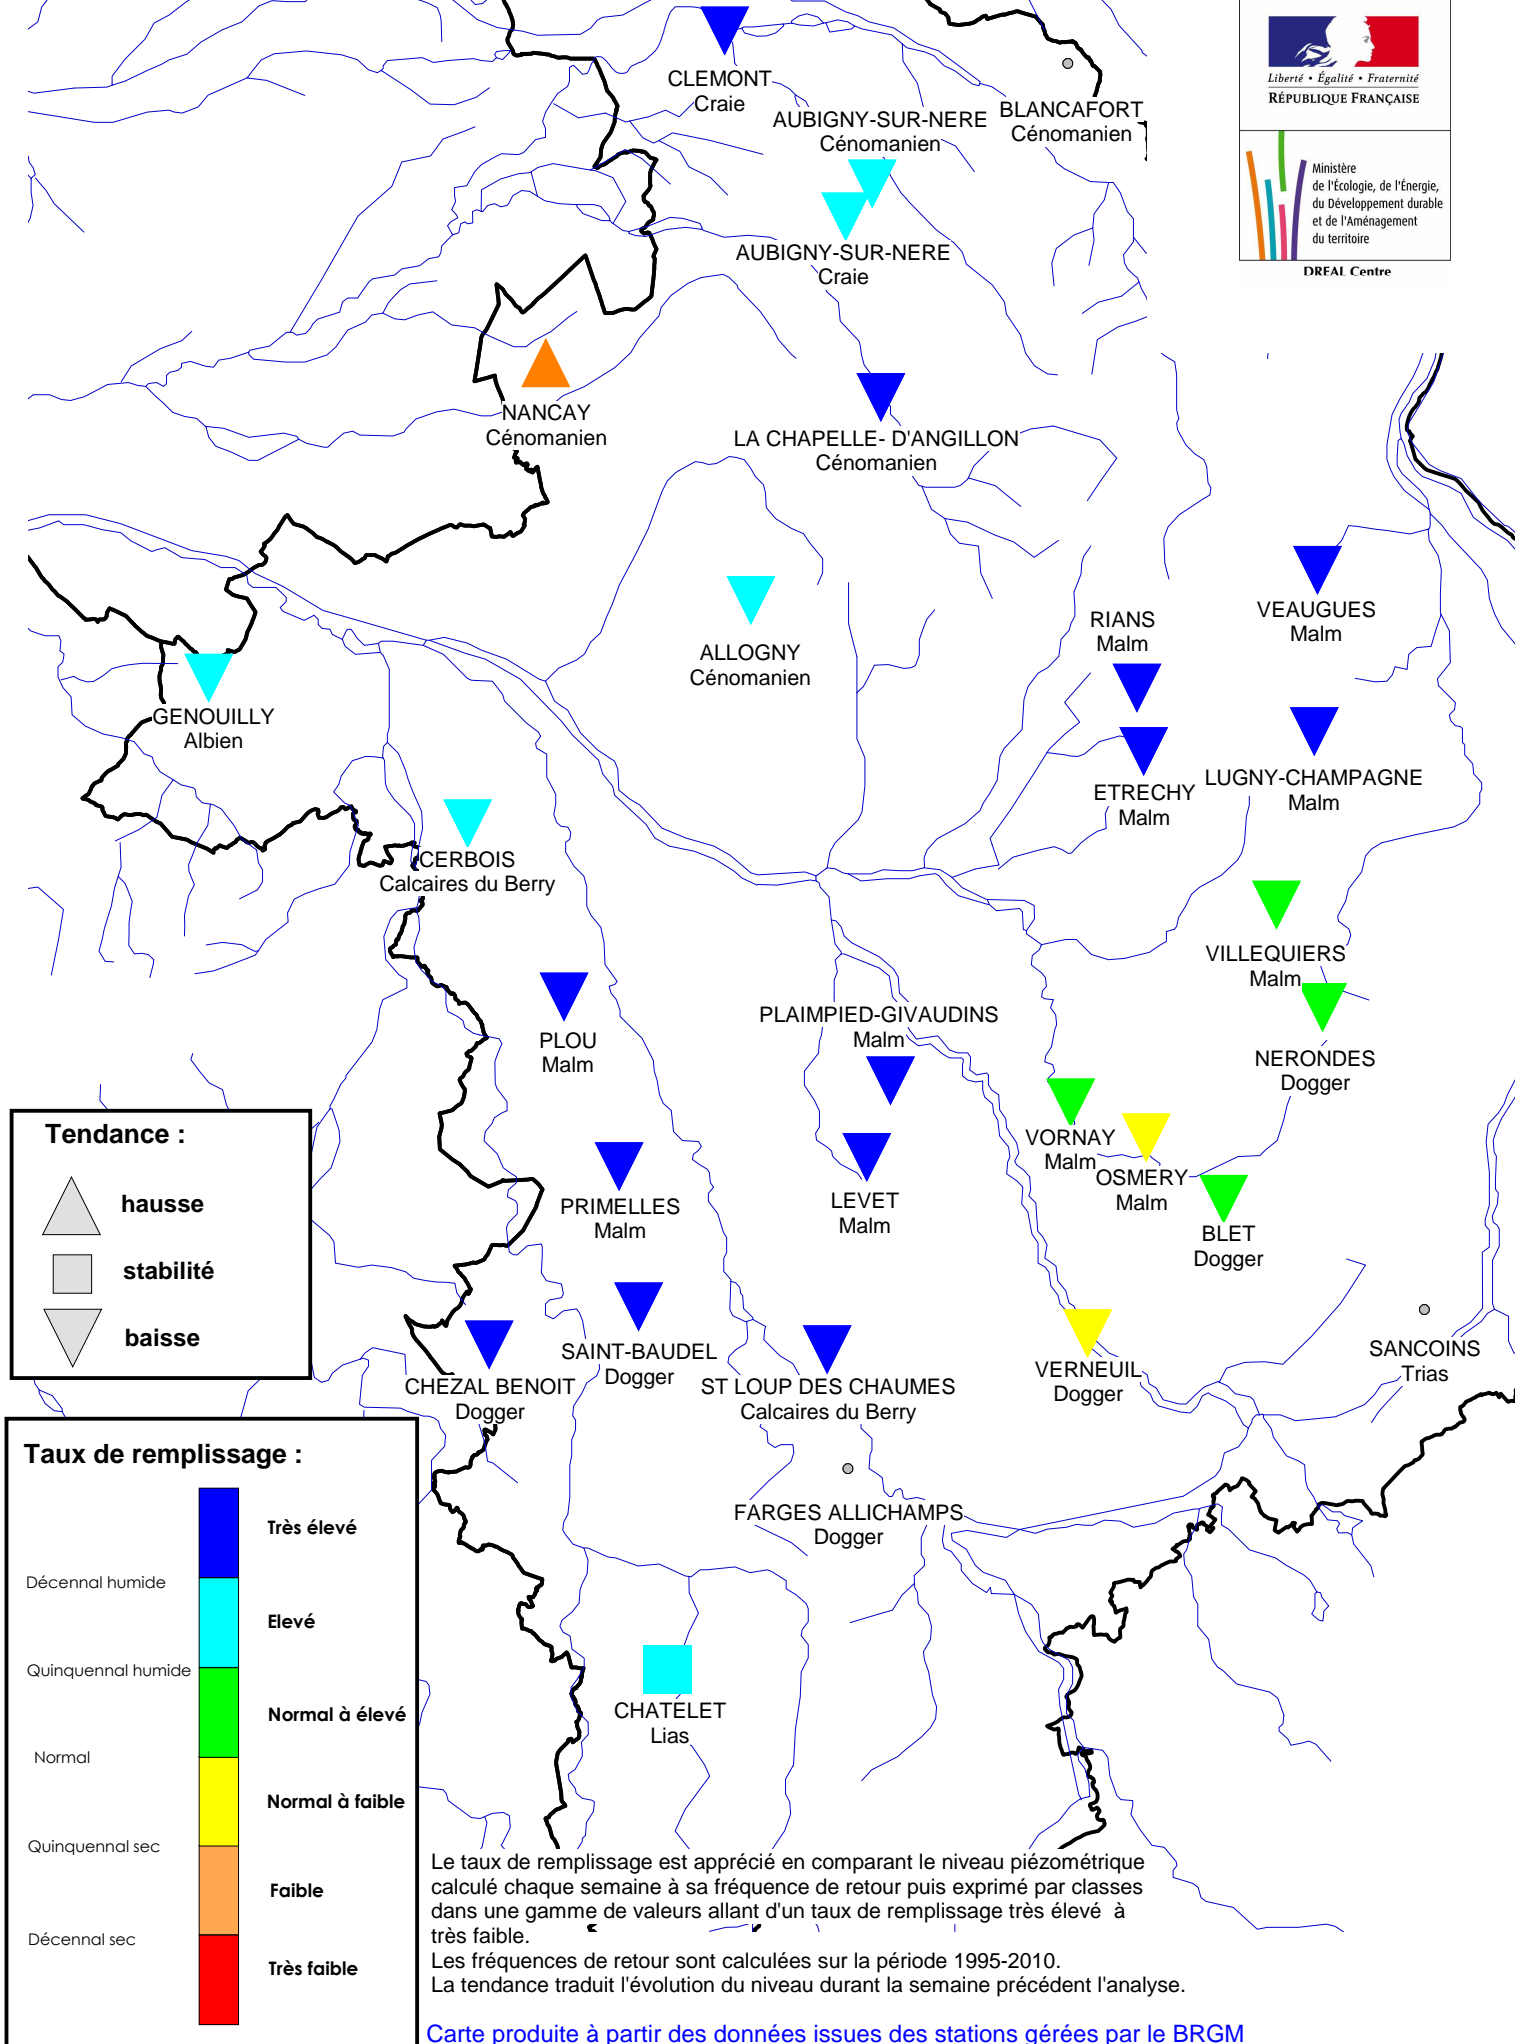 Liberté • Égalité • Fraternité
RÉPUBLIQUE FRANÇAISE
Ministère
de l'Écologie, de l'Énergie,
du Développement durable
et de l'Aménagement
du territoire
DREAL Centre
CLEMONT
Craie
AUBIGNY-SUR-NERE
Cénomanien
BLANCAFORT
Cénomanien
AUBIGNY-SUR-NERE
Craie
NANCAY
Cénomanien
LA CHAPELLE- D'ANGILLON
Cénomanien
VEAUGUES
Malm
RIANS
Malm
ALLOGNY
Cénomanien
GENOUILLY
Albien
LUGNY-CHAMPAGNE
Malm
ETRECHY
Malm
CERBOIS
Calcaires du Berry
VILLEQUIERS
Malm
PLAIMPIED-GIVAUDINS
Malm
PLOU
Malm
NERONDES
Dogger
VORNAY
Malm
OSMERY
Malm
PRIMELLES
Malm
LEVET
Malm
BLET
Dogger
SAINT-BAUDEL
Dogger
SANCOINS
Trias
CHEZAL BENOIT
Dogger
ST LOUP DES CHAUMES
Calcaires du Berry
VERNEUIL
Dogger
FARGES ALLICHAMPS
Dogger
CHATELET
Lias
Tendance :
hausse
stabilité
baisse
Taux de remplissage :
Très élevé
Décennal humide
Elevé
Quinquennal humide
Normal à élevé
Normal
Normal à faible
Quinquennal sec
Faible
Décennal sec
Très faible
Le taux de remplissage est apprécié en comparant le niveau piézométrique
calculé chaque semaine à sa fréquence de retour puis exprimé par classes
dans une gamme de valeurs allant d'un taux de remplissage très élevé à
très faible.
Les fréquences de retour sont calculées sur la période 1995-2010.
La tendance traduit l'évolution du niveau durant la semaine précédent l'analyse.
Carte produite à partir des données issues des stations gérées par le BRGM